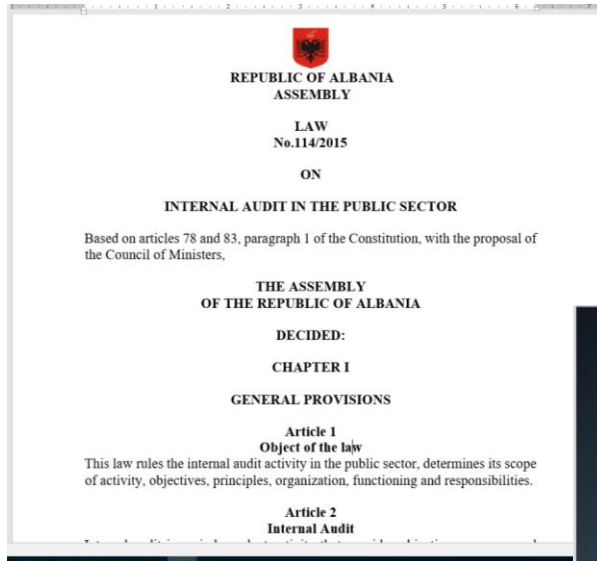 REPUBLIC OF ALBANIA
ASSEMBLY
LAW
No.114/2015
ON
INTERNAL AUDIT IN THE PUBLIC SECTOR
Based on articles 78 and 83, paragraph 1 of the Constitution, with the proposal of
the Council of Ministers,
THE ASSEMBLY
OF THE REPUBLIC OF ALBANIA
DECIDED:
CHAPTER I
GENERAL PROVISIONS
Article 1
Object of the law
This law rules the internal audit activity in the public sector, determines its scope
of activity, objectives, principles, organization, functioning and responsibilities.
Article 2
Internal Audit